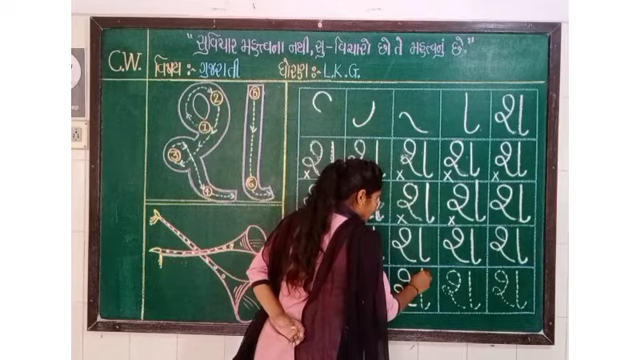 "સુવિચાર મહત્ત્વના નથી, સુ-વિચારો છો તે મહત્ત્વનું છે."
C.W. વિષય :- ગુજરાતી ધોરણ :- L.K.G.
શ
શ
શ શ શ શ શ
શ શ શ
શ શ શ
શ શ શ